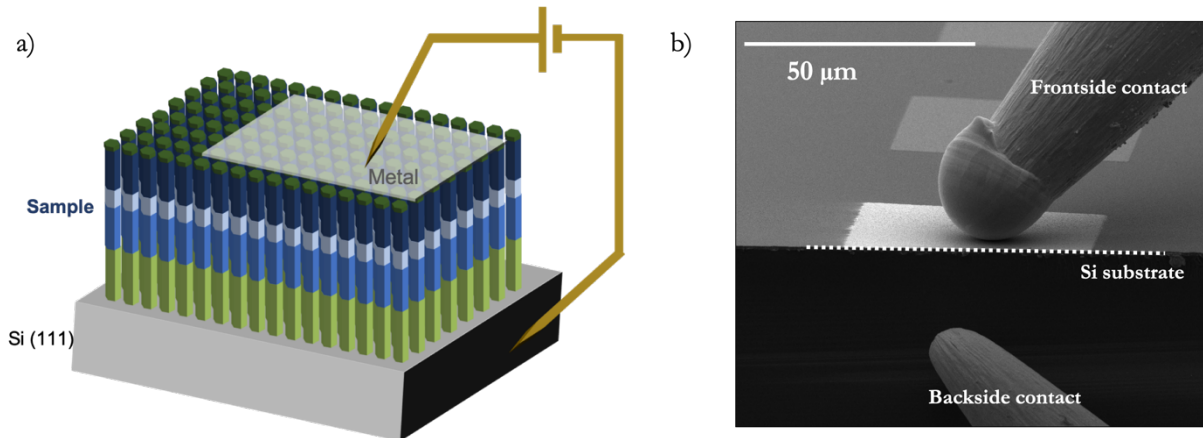 a)
Metal
Sample
Si (111)
b)
50 µm
Frontside contact
Si substrate
Backside contact